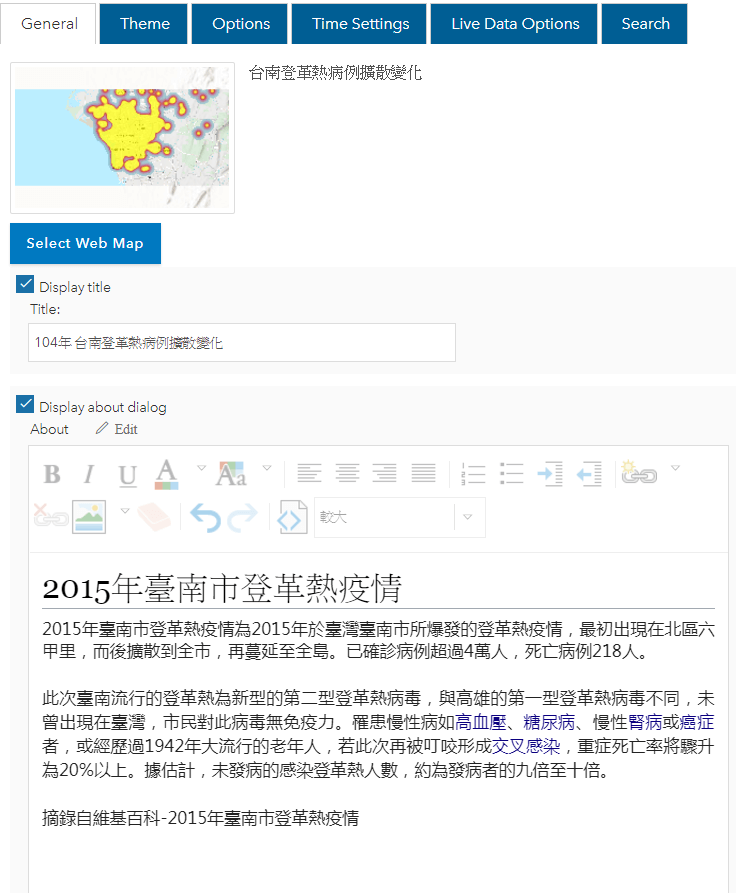 General Theme Options Time Settings Live Data Options Search
台南登革熱病例擴散變化
Select Web Map
Display title
Title:
104年 台南登革熱病例擴散變化
Display about dialog
About Edit
B I U A Aa
較大
2015年臺南市登革熱疫情
2015年臺南市登革熱疫情為2015年於臺灣臺南市所爆發的登革熱疫情，最初出現在北區六
甲里，而後擴散到全市，再蔓延至全島。已確診病例超過4萬人，死亡病例218人。
此次臺南流行的登革熱為新型的第二型登革熱病毒，與高雄的第一型登革熱病毒不同，未
曾出現在臺灣，市民對此病毒無免疫力。罹患慢性病如高血壓、糖尿病、慢性腎病或癌症
者，或經歷過1942年大流行的老年人，若此次再被叮咬形成交叉感染，重症死亡率將驟升
為20%以上。據估計，未發病的感染登革熱人數，約為發病者的九倍至十倍。
摘錄自維基百科-2015年臺南市登革熱疫情